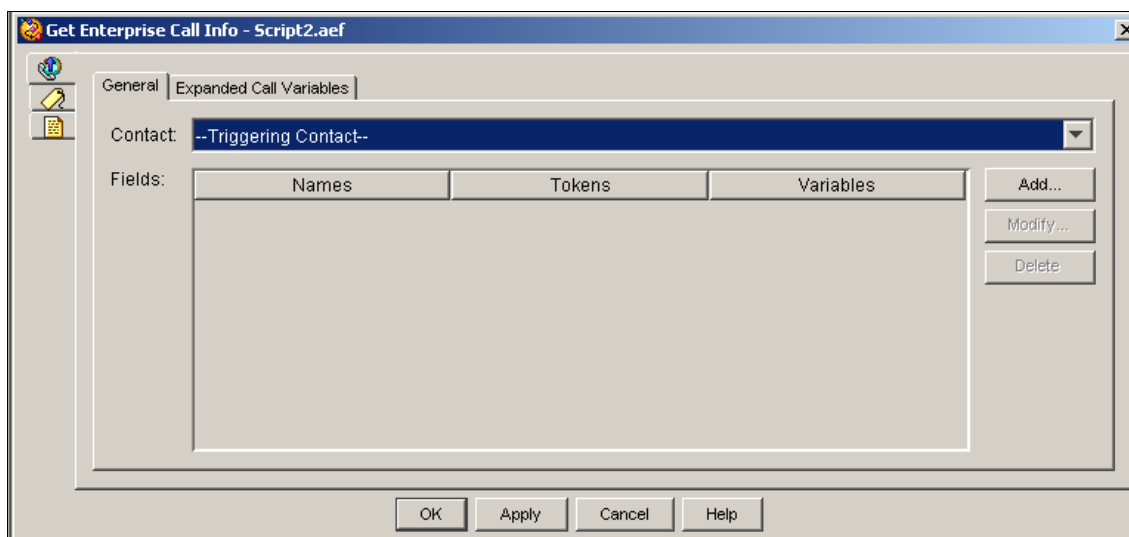 Get Enterprise Call Info - Script2.aef
General Expanded Call Variables
Contact: --Triggering Contact--
Fields: Names Tokens Variables Add...
Modify...
Delete
OK Apply Cancel Help